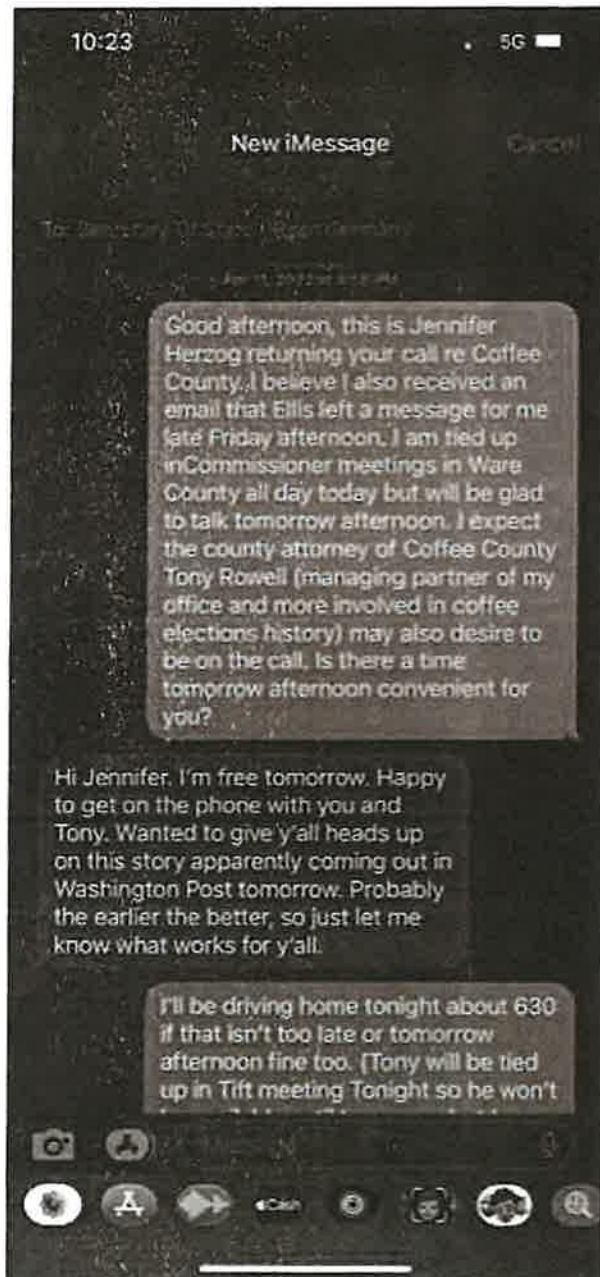 10:23
5G
New iMessage
Cancel
To: Secretary Of State Ryan Germany
Good afternoon, this is Jennifer
Herzog returning your call re Coffee
County. I believe I also received an
email that Ellis left a message for me
late Friday afternoon. I am tied up
inCommissioner meetings in Ware
County all day today but will be glad
to talk tomorrow afternoon. I expect
the county attorney of Coffee County
Tony Rowell (managing partner of my
office and more involved in coffee
elections history) may also desire to
be on the call. Is there a time
tomorrow afternoon convenient for
you?
Hi Jennifer. I'm free tomorrow. Happy
to get on the phone with you and
Tony. Wanted to give y'all heads up
on this story apparently coming out in
Washington Post tomorrow. Probably
the earlier the better, so just let me
know what works for y'all.
I'll be driving home tonight about 630
if that isn't too late or tomorrow
afternoon fine too. (Tony will be tied
up in Tift meeting Tonight so he won't
Cash